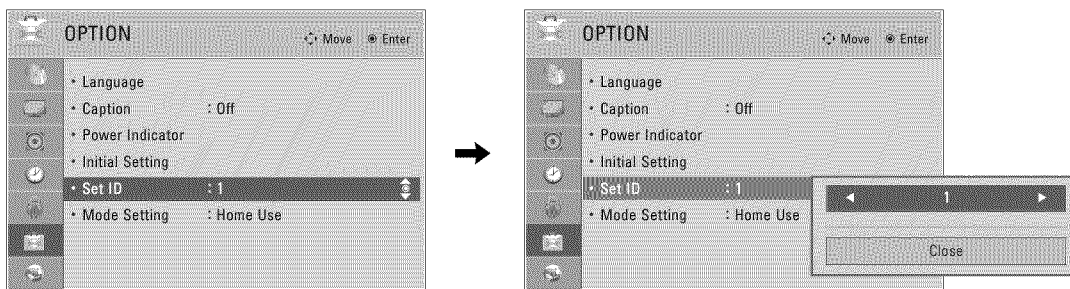 OPTION
Move Enter
• Language
• Caption : Off
• Power Indicator
• Initial Setting
• Set ID : 1
• Mode Setting : Home Use
OPTION
Move Enter
• Language
• Caption : Off
• Power Indicator
• Initial Setting
• Set ID : 1
• Mode Setting : Home Use
◄ 1 ►
Close